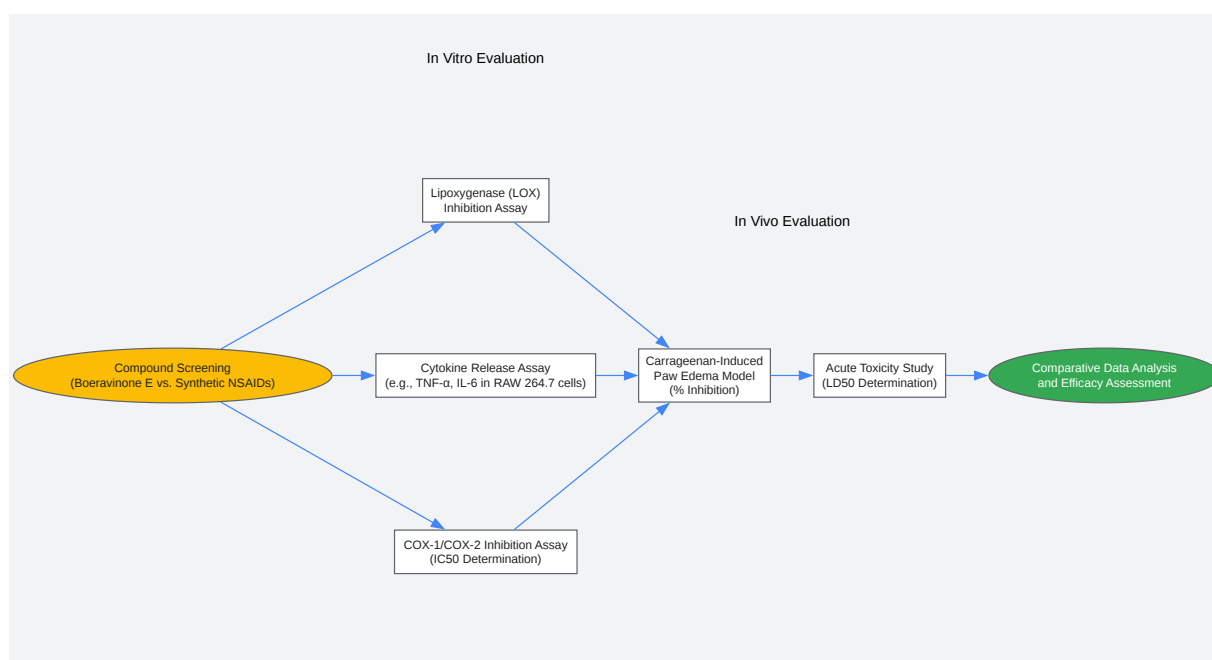 In Vitro Evaluation
Lipoxygenase (LOX)
Inhibition Assay
In Vivo Evaluation
Compound Screening
(Boeravinone E vs. Synthetic NSAIDs)
Cytokine Release Assay
(e.g., TNF-α, IL-6 in RAW 264.7 cells)
Carrageenan-Induced
Paw Edema Model
(% Inhibition)
Acute Toxicity Study
(LD50 Determination)
Comparative Data Analysis
and Efficacy Assessment
COX-1/COX-2 Inhibition Assay
(IC50 Determination)